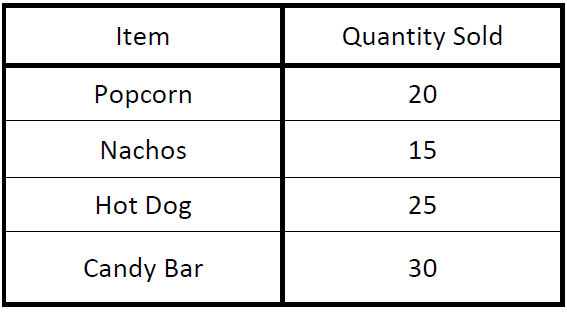 Item Quantity Sold
Popcorn 20
Nachos 15
Hot Dog 25
Candy Bar 30